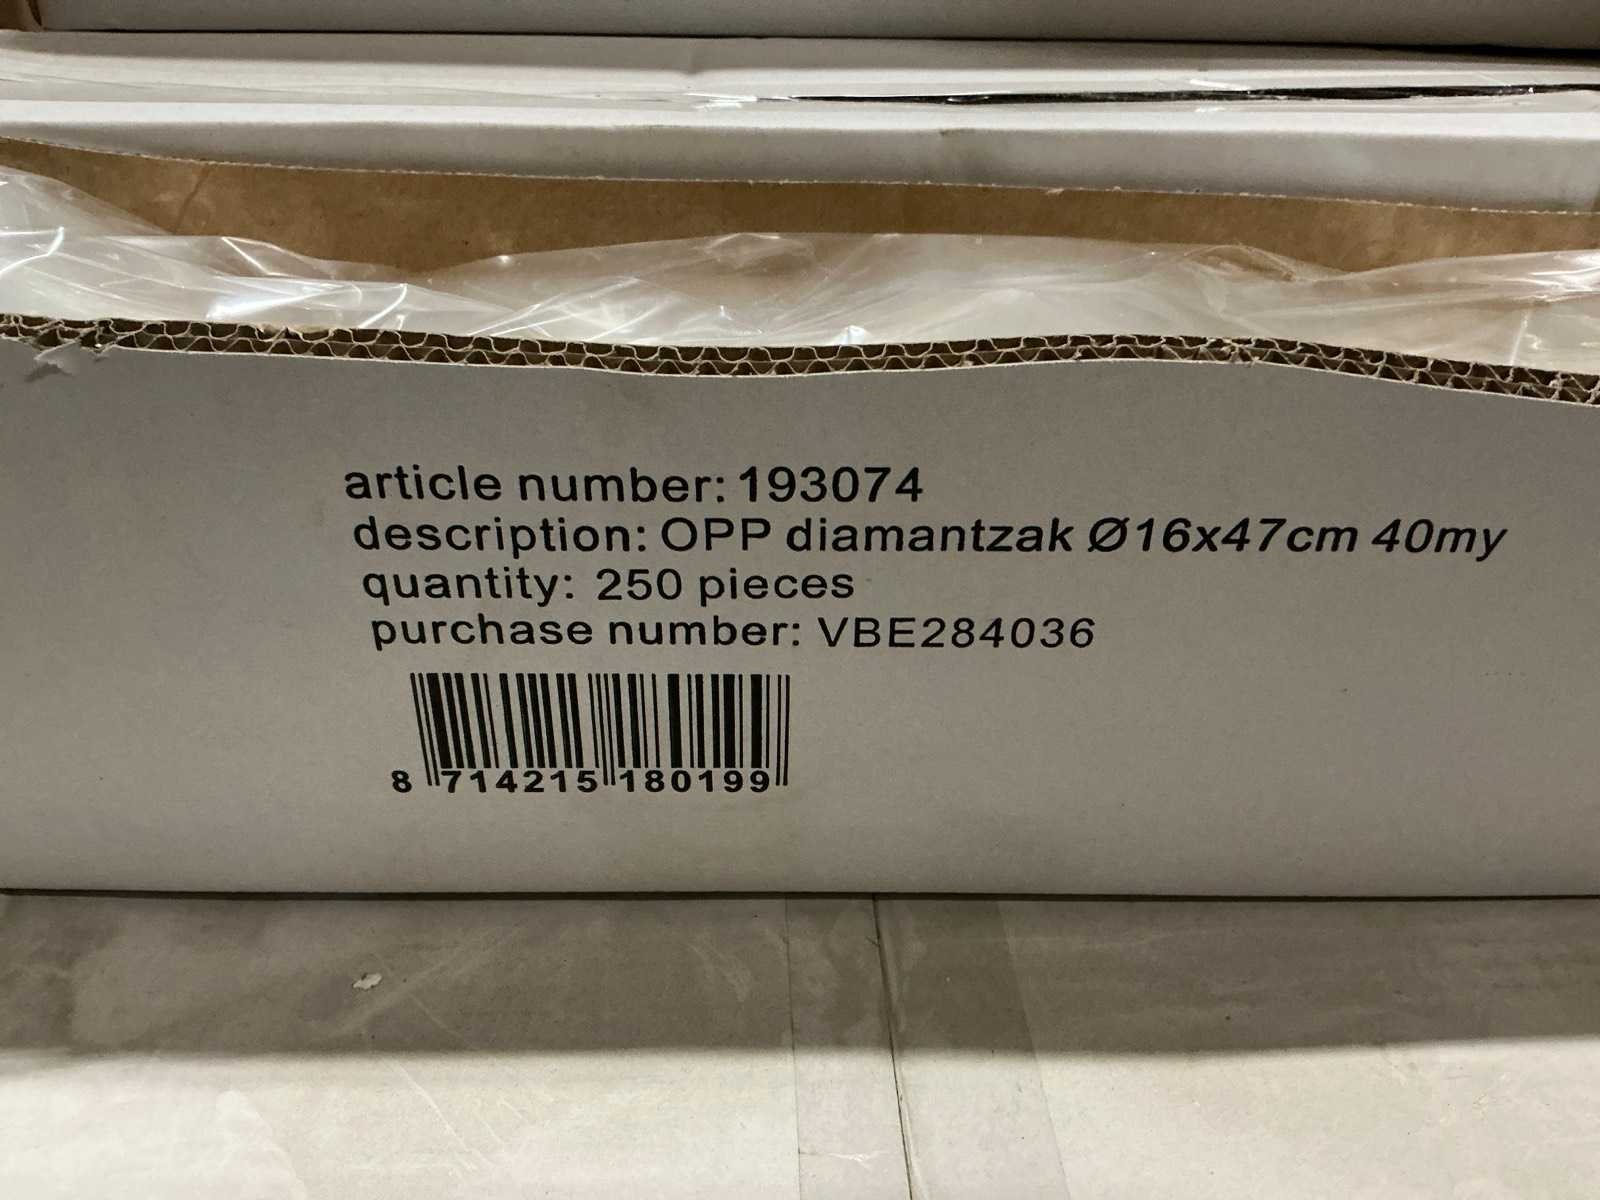 article number: 193074
description: OPP diamantzak Ø16x47cm 40my
quantity: 250 pieces
purchase number: VBE284036
8 714215 180199